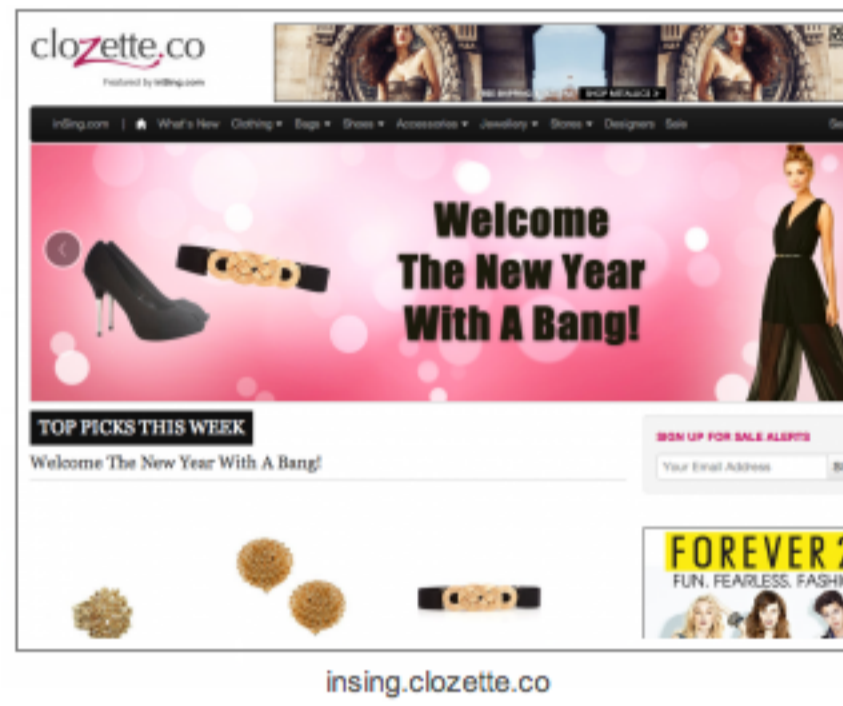 clozette.co
Featured by inSing.com
SHOP METALLICS >
inSing.com | What's New Clothing Bags Shoes Accessories Jewellery Stores Designers Sale
Welcome
The New Year
With A Bang!
TOP PICKS THIS WEEK
Welcome The New Year With A Bang!
SIGN UP FOR SALE ALERTS
Your Email Address
FOREVER 2
FUN. FEARLESS. FASHI
insing.clozette.co